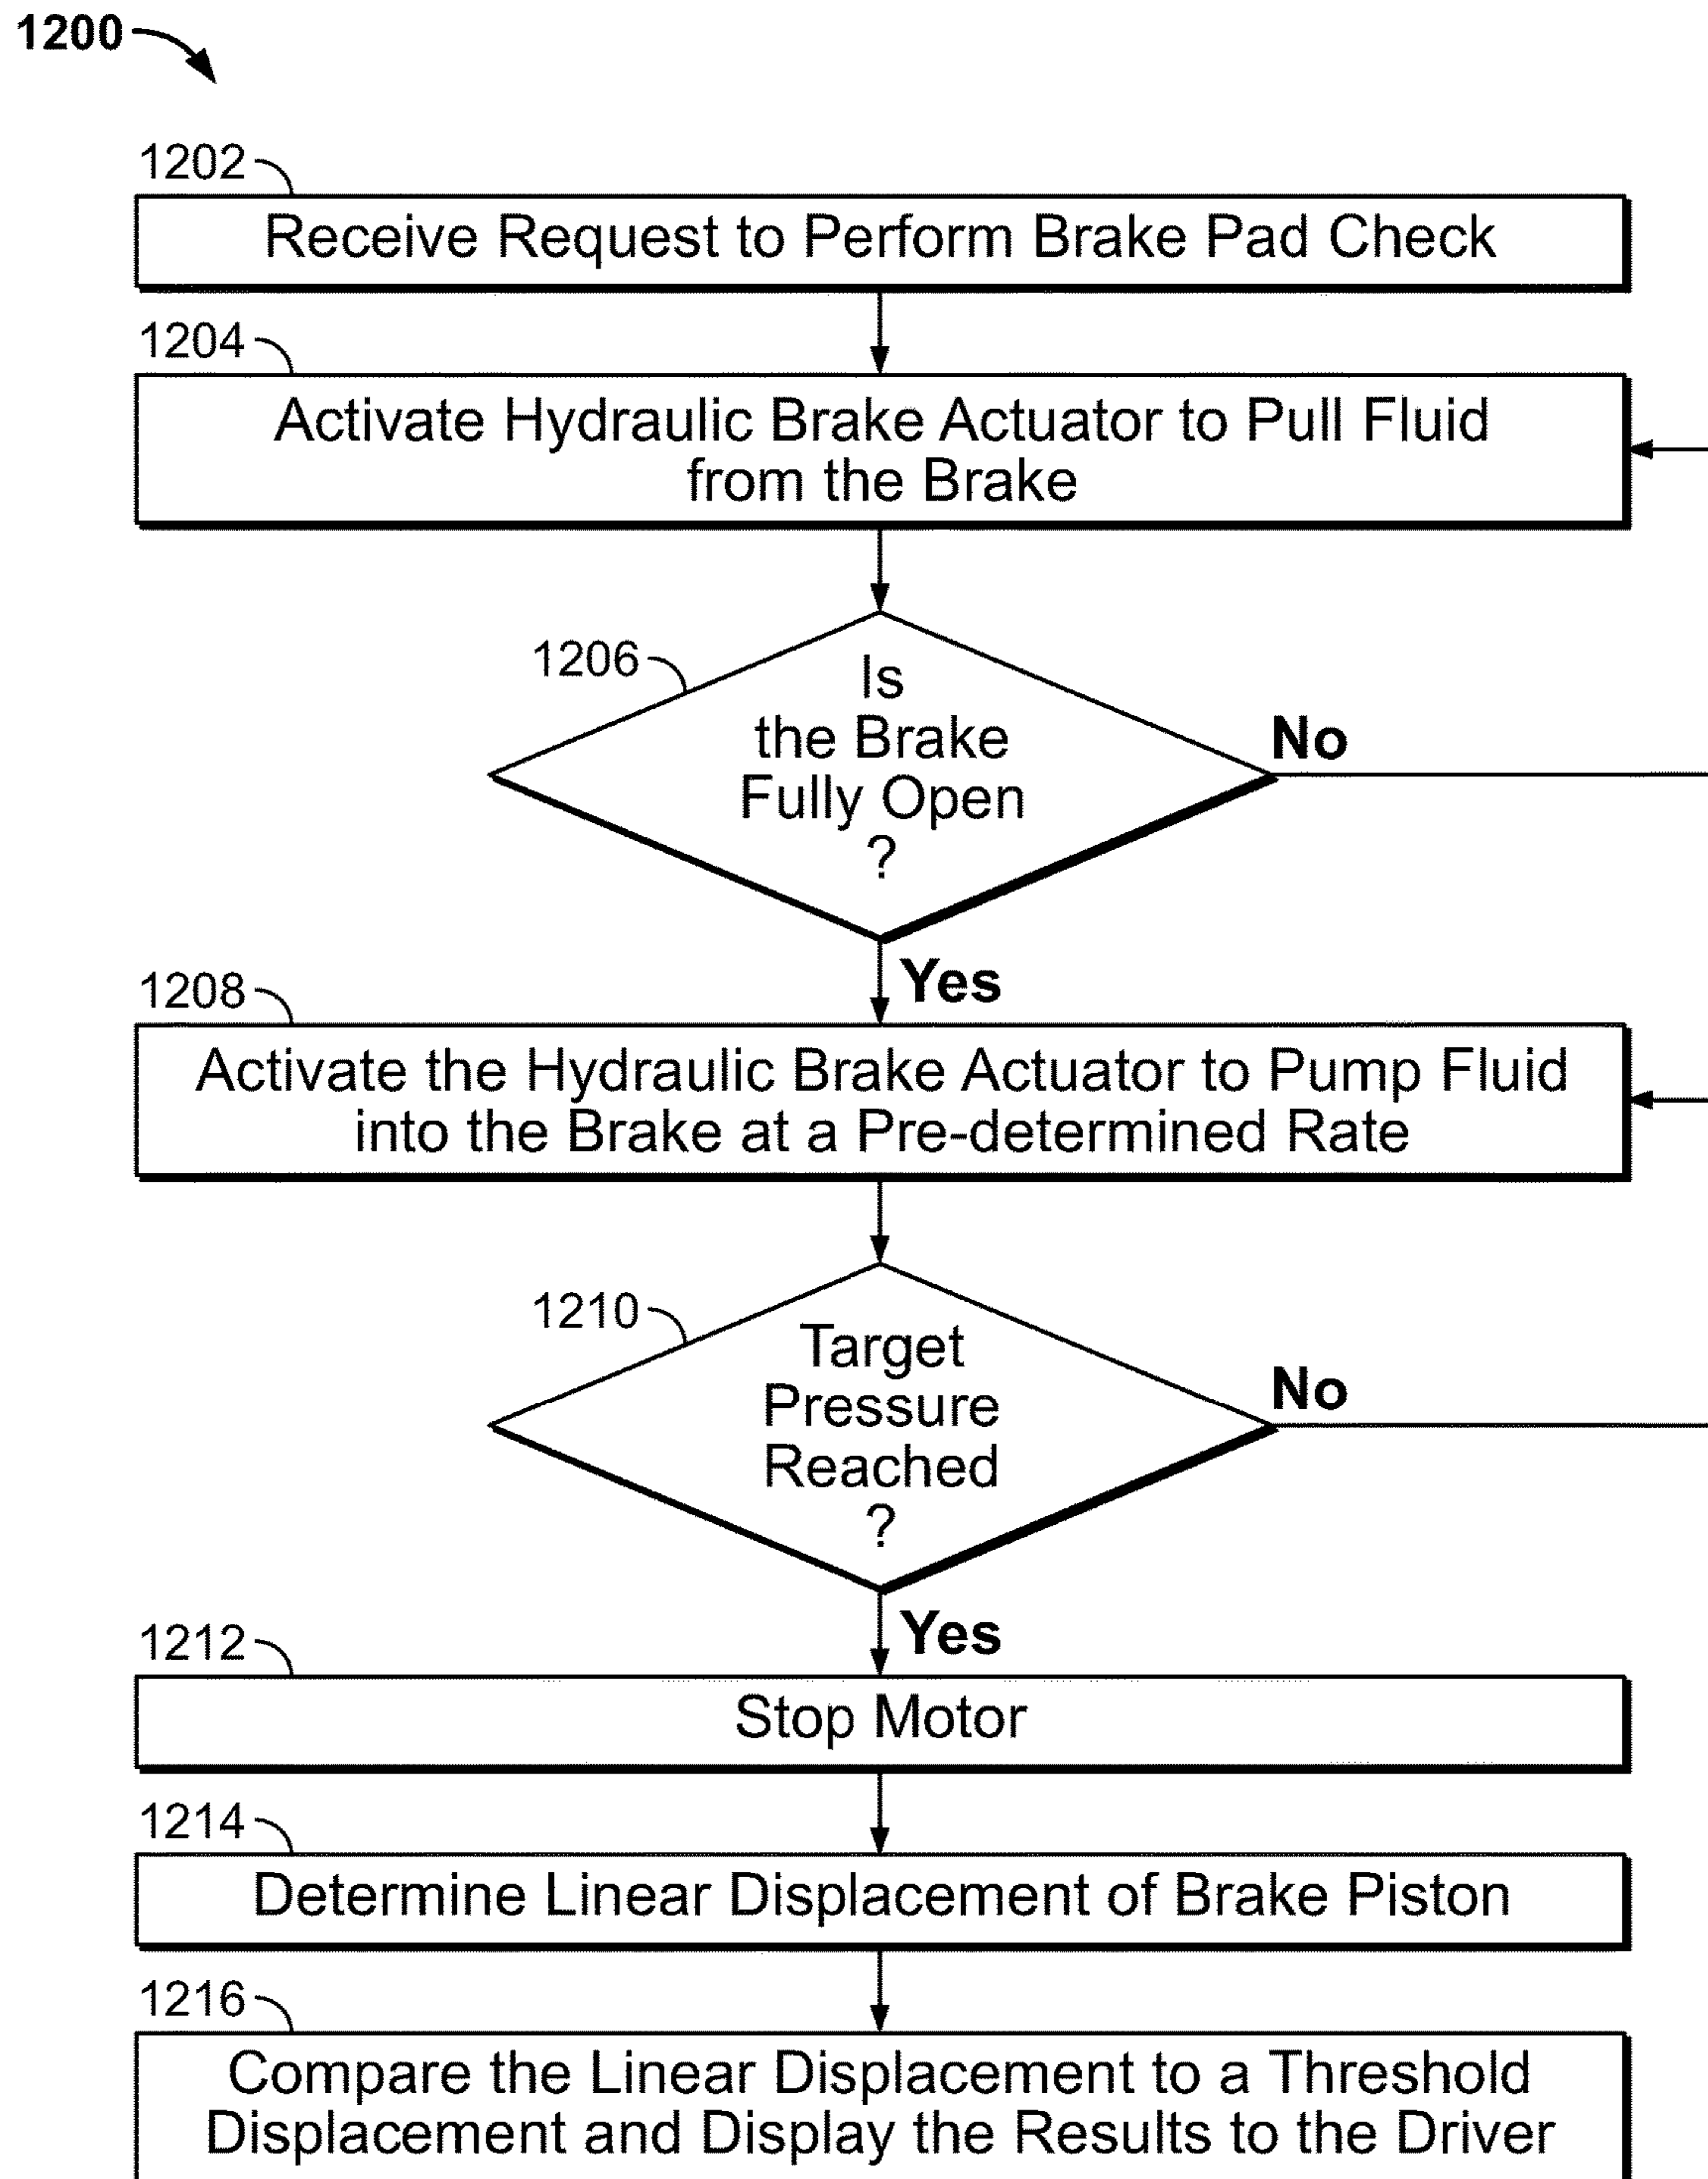 1200
1202
Receive Request to Perform Brake Pad Check
1204
Activate Hydraulic Brake Actuator to Pull Fluid
from the Brake
1206
Is
the Brake
Fully Open
?
No
Yes
1208
Activate the Hydraulic Brake Actuator to Pump Fluid
into the Brake at a Pre-determined Rate
1210
Target
Pressure
Reached
?
No
Yes
1212
Stop Motor
1214
Determine Linear Displacement of Brake Piston
1216
Compare the Linear Displacement to a Threshold
Displacement and Display the Results to the Driver